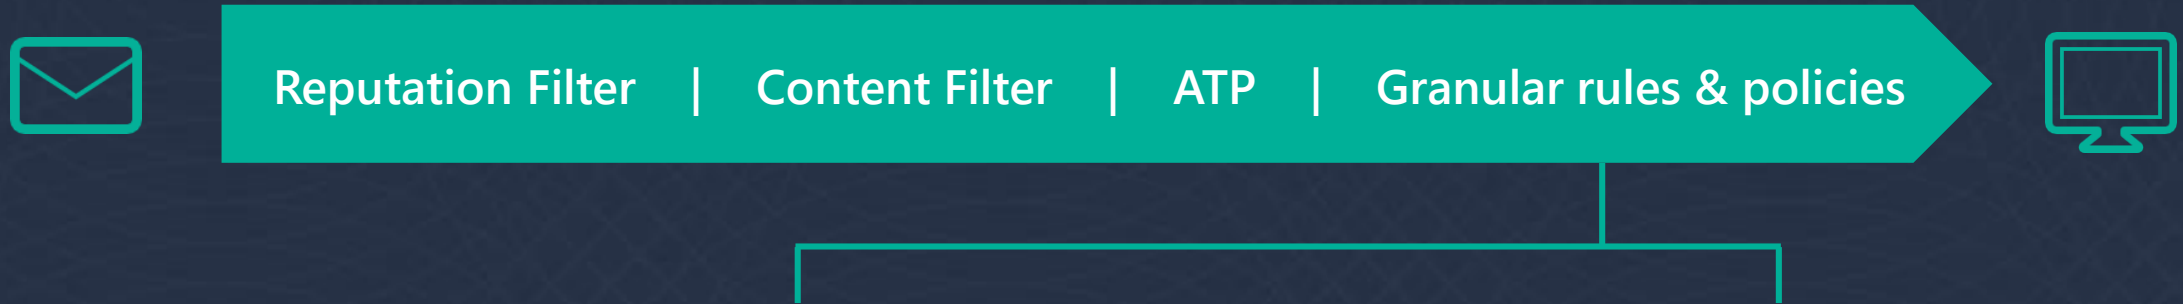 Reputation Filter | Content Filter | ATP | Granular rules & policies